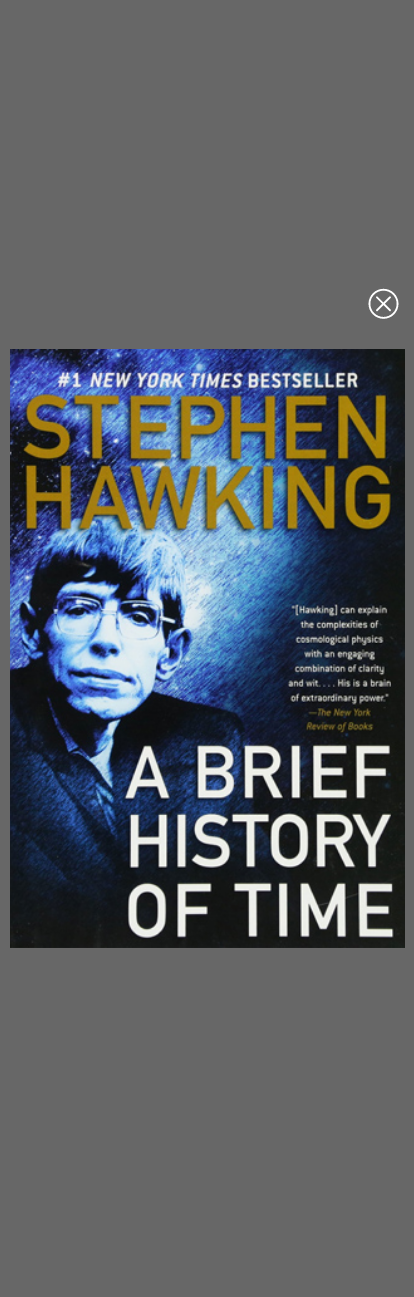 #1 NEW YORK TIMES BESTSELLER
STEPHEN
HAWKING
"[Hawking] can explain
the complexities of
cosmological physics
with an engaging
combination of clarity
and wit. . . . His is a brain
of extraordinary power."
—The New York
Review of Books
A BRIEF
HISTORY
OF TIME